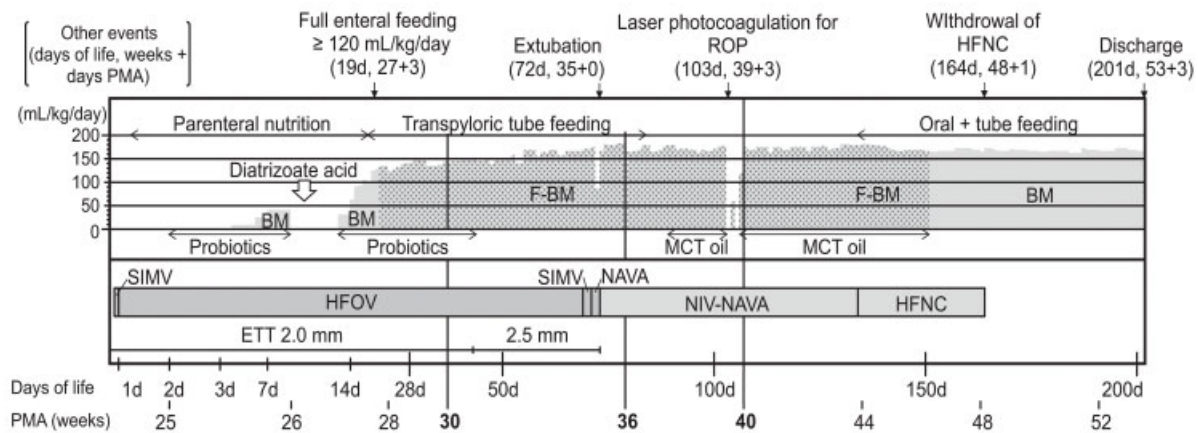 Other events
(days of life, weeks +
days PMA)
Full enteral feeding
≥ 120 mL/kg/day
(19d, 27+3)
Extubation
(72d, 35+0)
Laser photocoagulation for
ROP
(103d, 39+3)
WIthdrawal of
HFNC
(164d, 48+1)
Discharge
(201d, 53+3)
(mL/kg/day)
200
150
100
50
0
Parenteral nutrition
Transpyloric tube feeding
Oral + tube feeding
Diatrizoate acid
BM
BM
F-BM
F-BM
BM
Probiotics
Probiotics
MCT oil
MCT oil
SIMV
HFOV
SIMV
NAVA
NIV-NAVA
HFNC
ETT 2.0 mm
2.5 mm
Days of life
1d 2d 3d 7d 14d 28d 50d 100d 150d 200d
PMA (weeks)
25 26 28 30 36 40 44 48 52